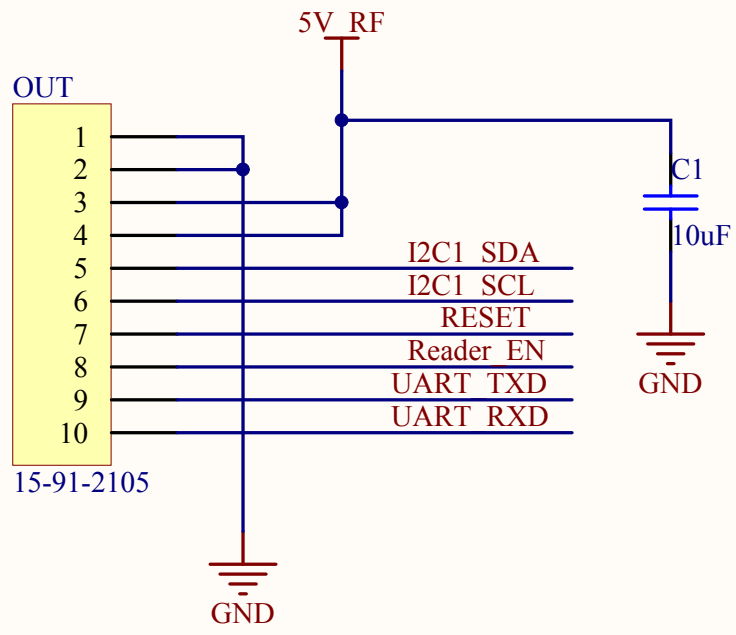 5V_RF
OUT
1
2
3
4
5
6
7
8
9
10
15-91-2105
I2C1_SDA
I2C1_SCL
RESET
Reader_EN
UART_TXD
UART_RXD
GND
C1
10uF
GND